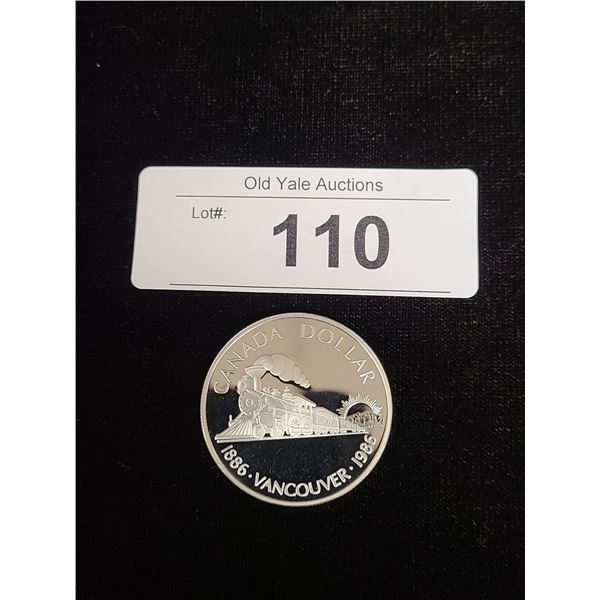 Old Yale Auctions
Lot#:
110
CANADA DOLLAR
1886 · VANCOUVER · 1986